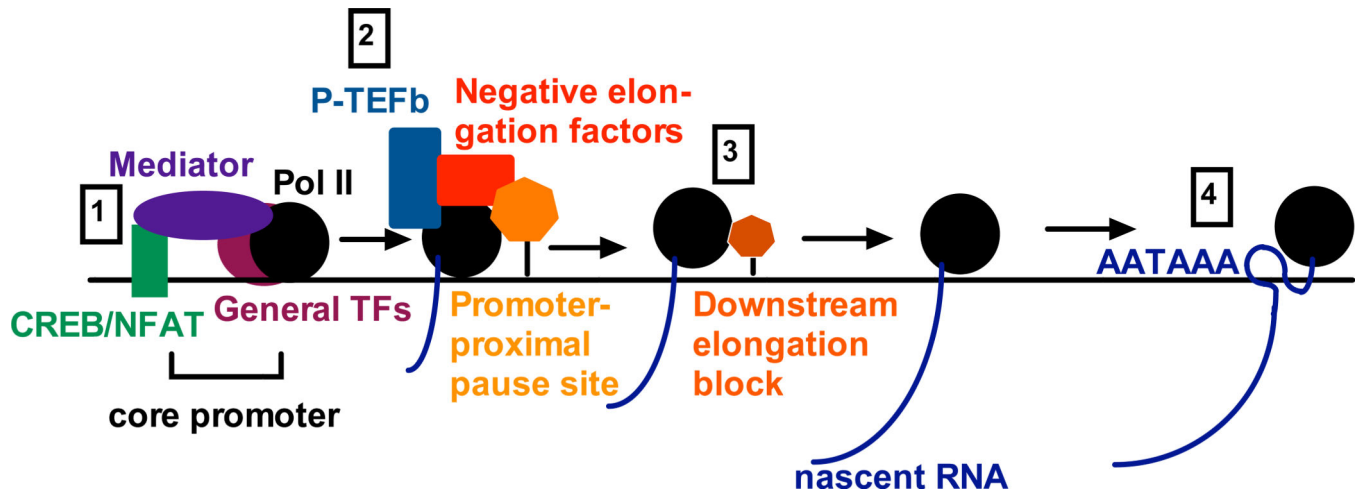 2
P-TEFb
Negative elon-
gation factors
3
Mediator
Pol II
1
4
AATAAA
CREB/NFAT
General TFs
Promoter-
proximal
pause site
Downstream
elongation
block
core promoter
nascent RNA